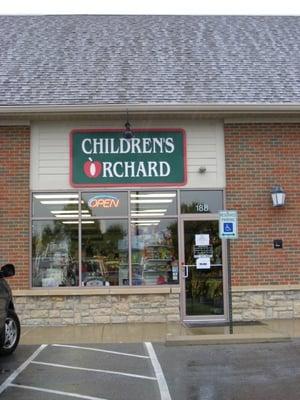 CHILDREN'S
ORCHARD
OPEN
188